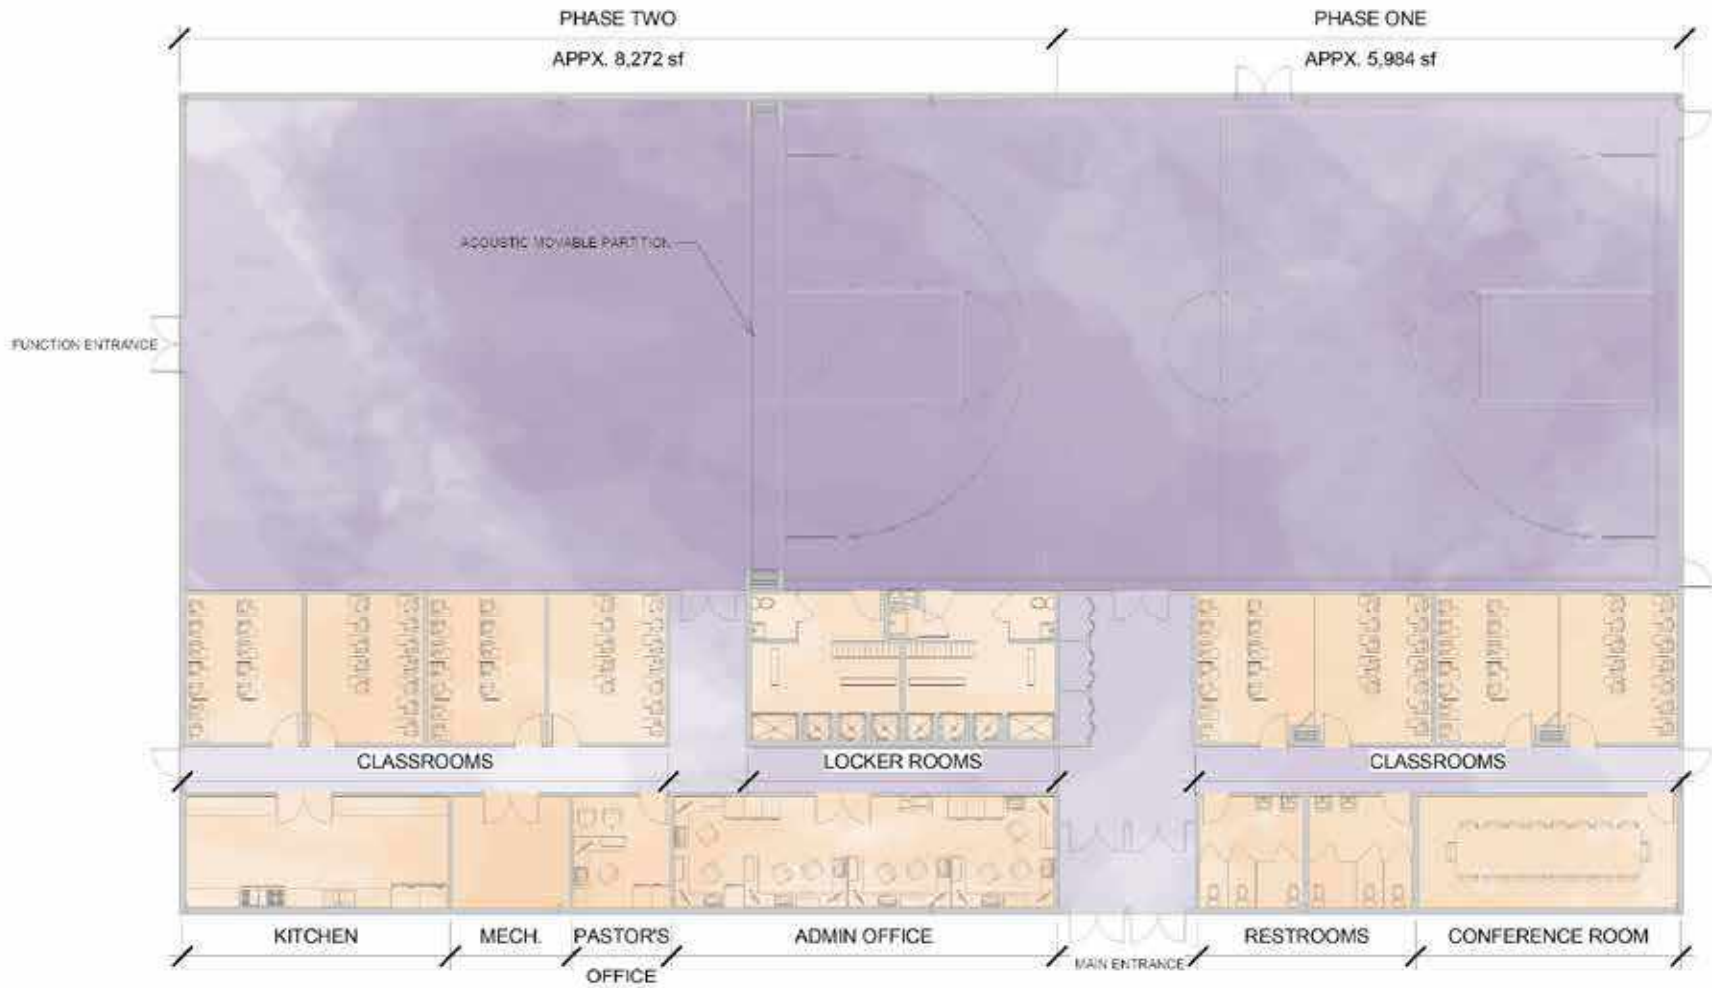 PHASE TWO
PHASE ONE
APPX. 8,272 sf
APPX. 5,984 sf
ACOUSTIC MOVABLE PARTITION
FUNCTION ENTRANCE
CLASSROOMS
LOCKER ROOMS
CLASSROOMS
KITCHEN
MECH.
PASTOR'S
OFFICE
ADMIN OFFICE
MAIN ENTRANCE
RESTROOMS
CONFERENCE ROOM